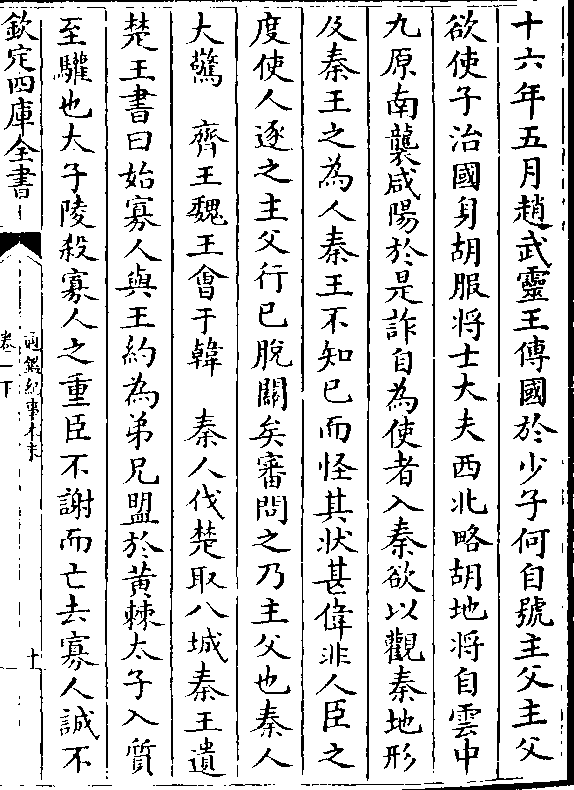 十六年五月趙武靈王傳國於少子何自號主父主父
欲使子治國身胡服將士大夫西北略胡地將自雲中
九原南襲咸陽於是詐自為使者入秦欲以觀秦地形
及秦王之為人秦王不知已而怪其狀甚偉非人臣之
度使人逐之主父行已脫關矣審問之乃主父也秦人
大驚　齊王魏王會于韓　秦人伐楚取八城秦王遺
楚王書曰始寡人與王約為弟兄盟於黃棘太子入質
至驩也太子陵殺寡人之重臣不謝而亡去寡人誠不
欽定四庫全書
通鑑紀事本末
卷一下
十